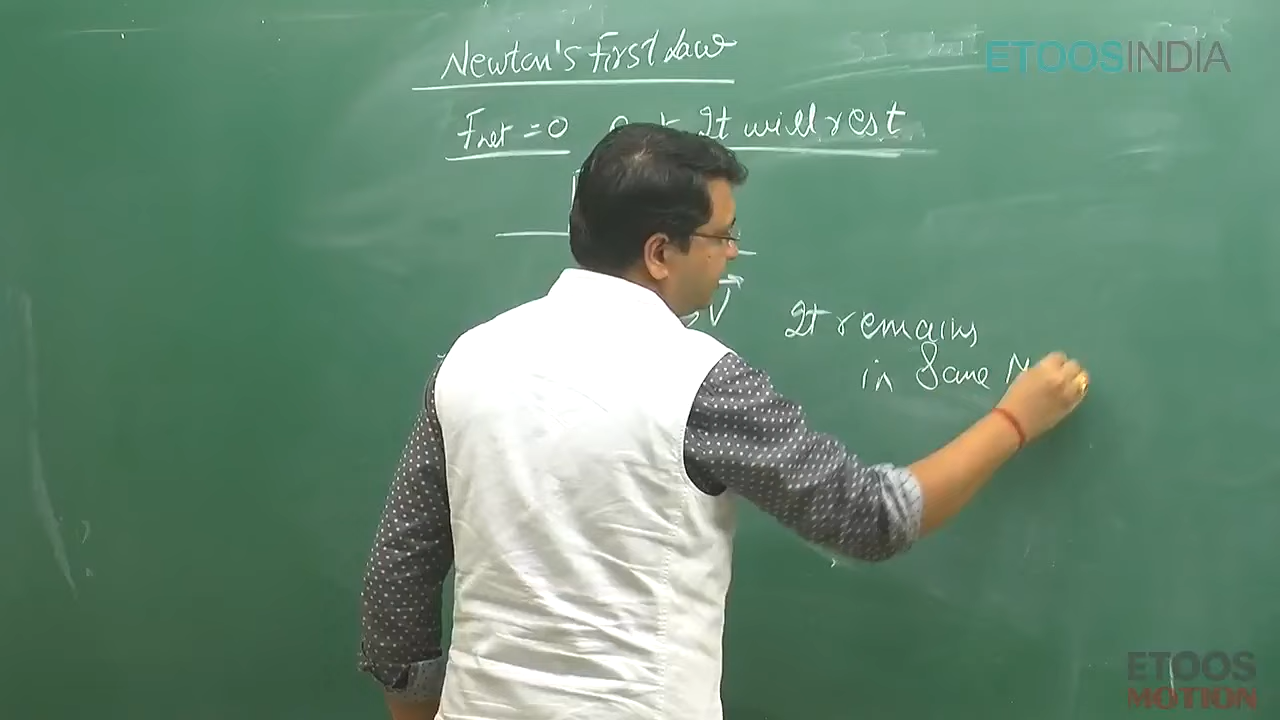 Newton's First Law
ETOOSINDIA
Fnet = 0 It will rest
V
It remains
in Same
ETOOS
MOTION